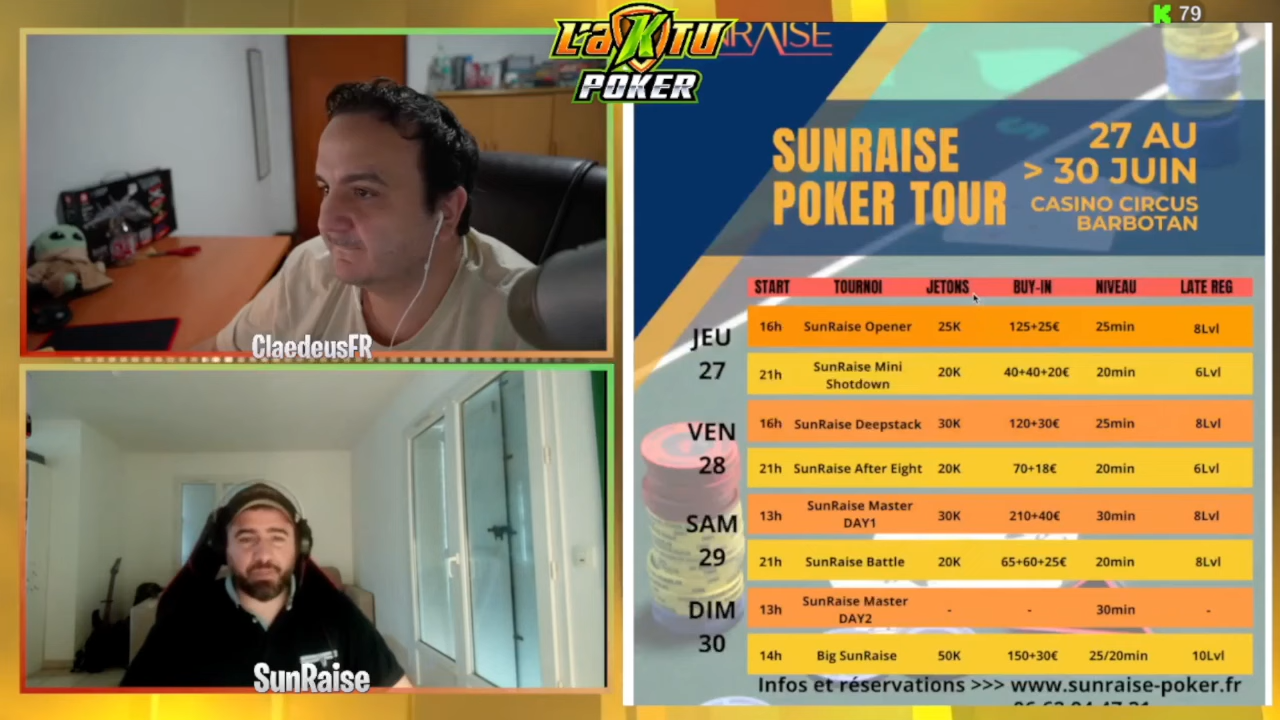 79
L'aKTU
POKER
SUNRAISE
POKER TOUR
27 AU
> 30 JUIN
CASINO CIRCUS
BARBOTAN
START TOURNOI JETONS BUY-IN NIVEAU LATE REG
JEU
27
16h SunRaise Opener 25K 125+25€ 25min 8Lvl
21h SunRaise Mini Shotdown 20K 40+40+20€ 20min 6Lvl
VEN
28
16h SunRaise Deepstack 30K 120+30€ 25min 8Lvl
21h SunRaise After Eight 20K 70+18€ 20min 6Lvl
SAM
29
13h SunRaise Master DAY1 30K 210+40€ 30min 8Lvl
21h SunRaise Battle 20K 65+60+25€ 20min 8Lvl
DIM
30
13h SunRaise Master DAY2 - - 30min -
14h Big SunRaise 50K 150+30€ 25/20min 10Lvl
Infos et réservations >>> www.sunraise-poker.fr
ClaedeusFR
SunRaise